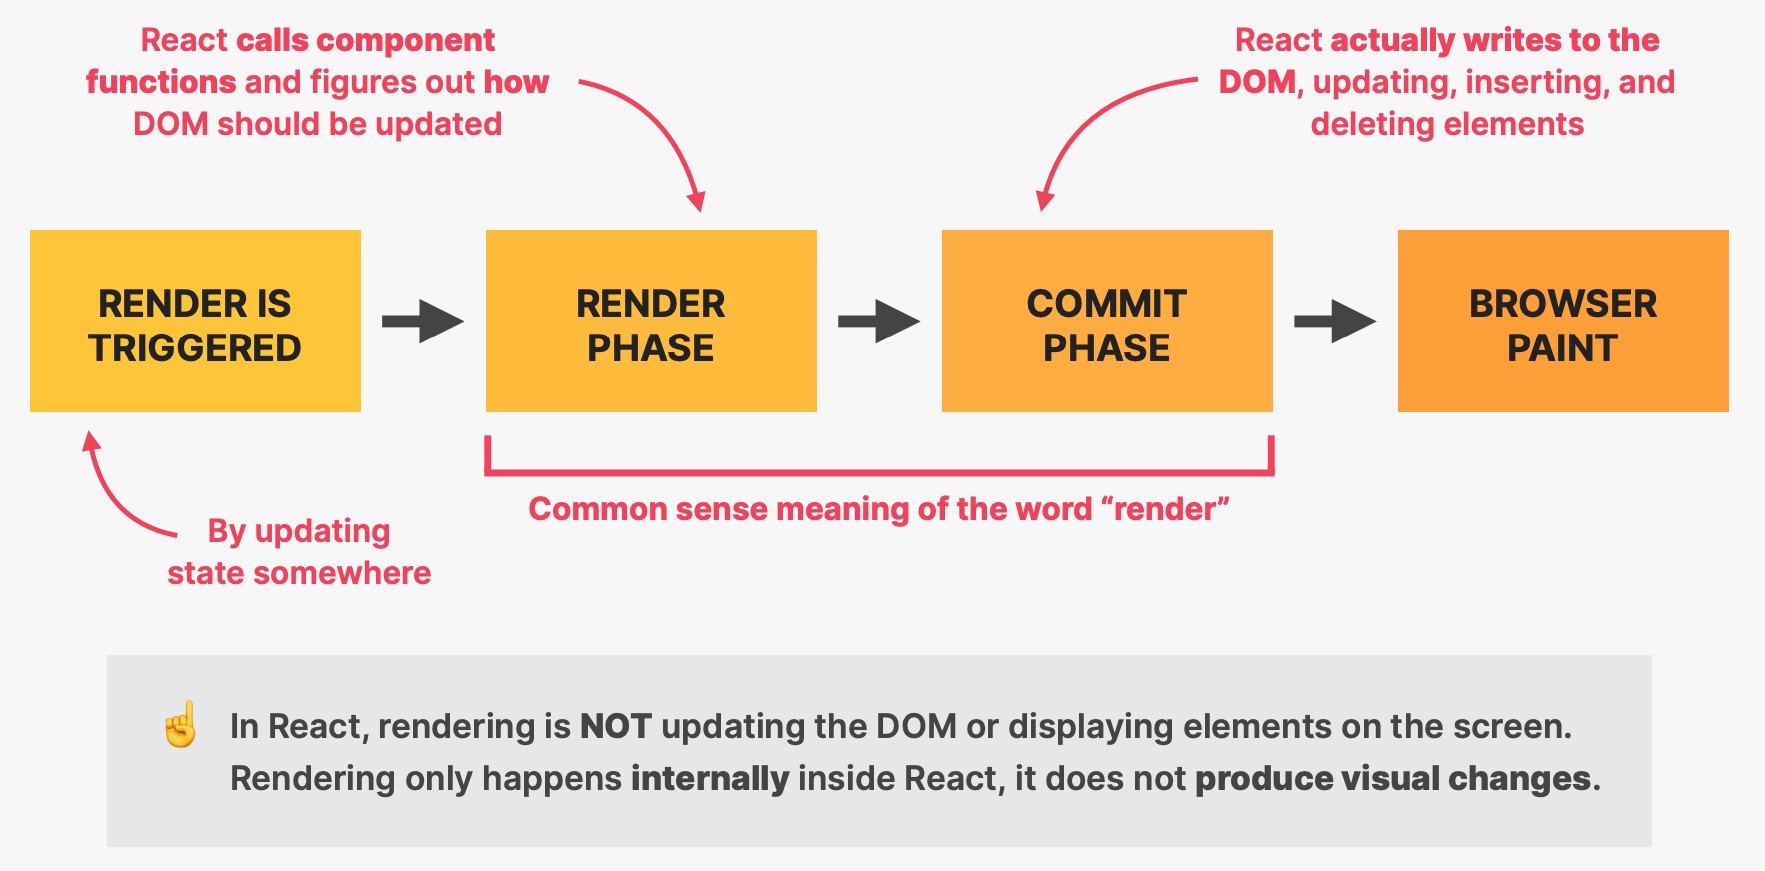 React calls component
functions and figures out how
DOM should be updated
React actually writes to the
DOM, updating, inserting, and
deleting elements
RENDER IS
TRIGGERED
RENDER
PHASE
COMMIT
PHASE
BROWSER
PAINT
Common sense meaning of the word “render”
By updating
state somewhere
☝️ In React, rendering is NOT updating the DOM or displaying elements on the screen.
Rendering only happens internally inside React, it does not produce visual changes.